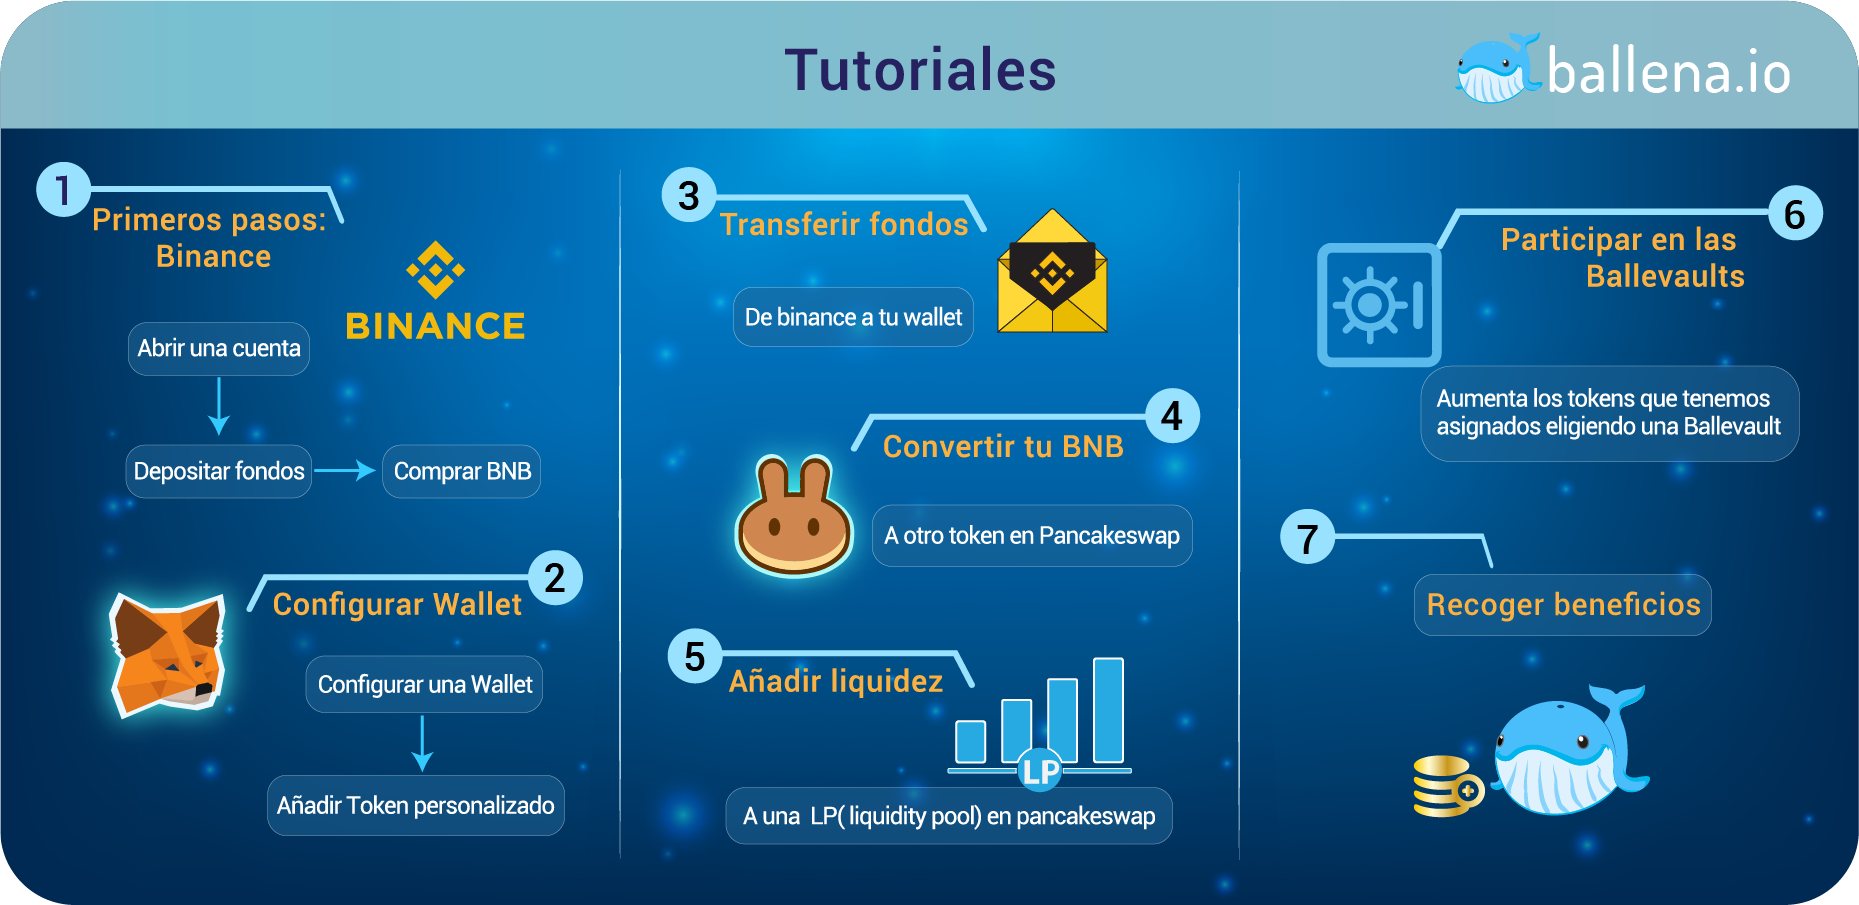 Tutoriales
ballena.io
1
Primeros pasos:
Binance
BINANCE
Abrir una cuenta
Depositar fondos
Comprar BNB
2
Configurar Wallet
Configurar una Wallet
Añadir Token personalizado
3
Transferir fondos
De binance a tu wallet
4
Convertir tu BNB
A otro token en Pancakeswap
5
Añadir liquidez
LP
A una LP( liquidity pool) en pancakeswap
6
Participar en las
Ballevaults
Aumenta los tokens que tenemos
asignados eligiendo una Ballevault
7
Recoger beneficios